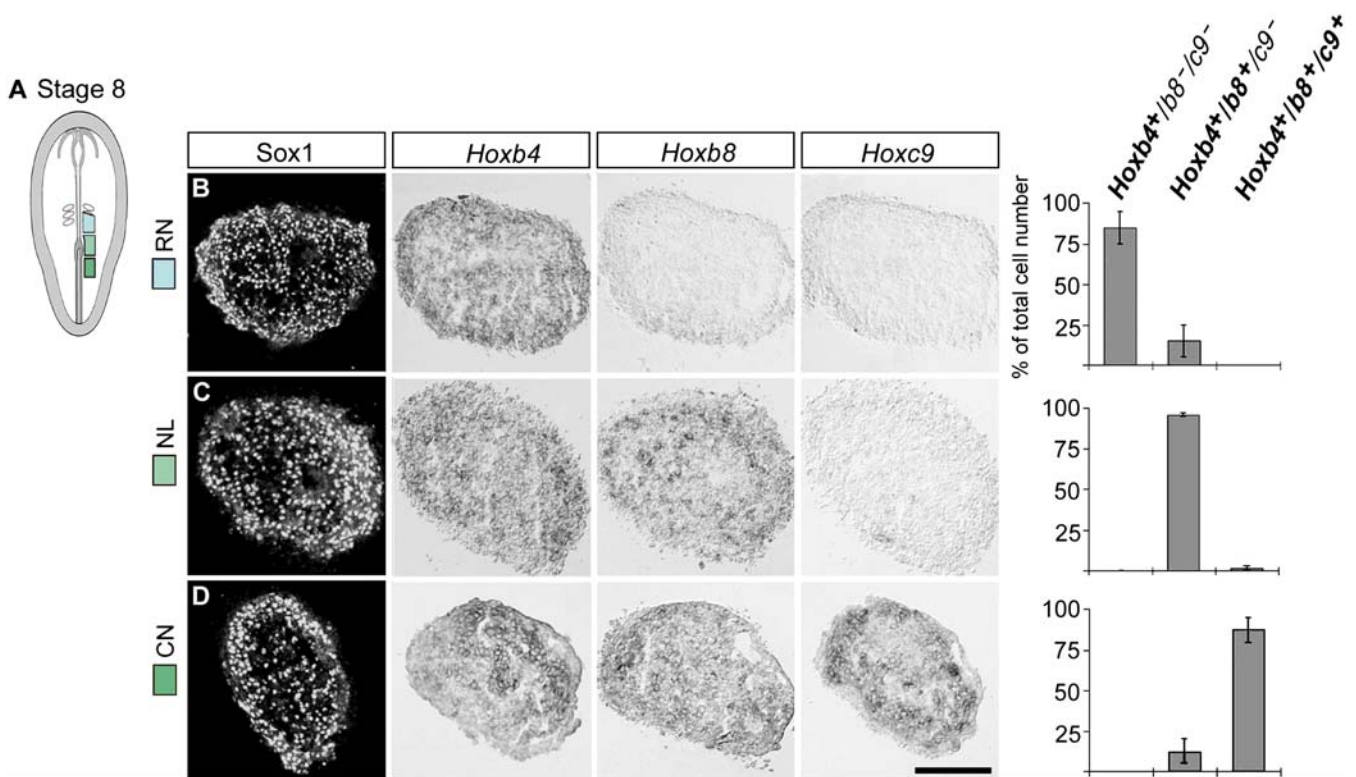 A Stage 8
Sox1 Hoxb4 Hoxb8 Hoxc9
Hoxb4+/b8−/c9−
Hoxb4+/b8+/c9−
Hoxb4+/b8+/c9+
B
RN
C
NL
D
CN
% of total cell number
100
75
50
25
100
75
50
25
100
75
50
25